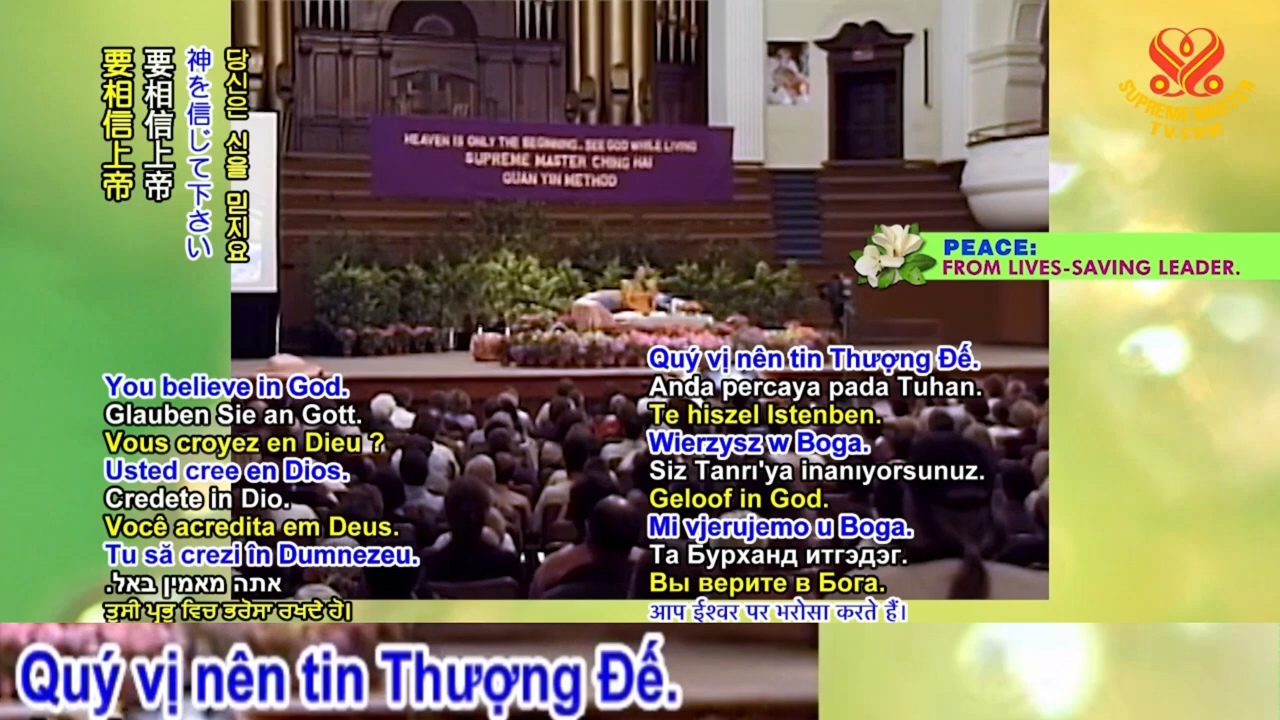 要相信上帝
要相信上帝
神を信じて下さい
당신은 신을 믿지요
HEAVEN IS ONLY THE BEGINNING. SEE GOD WHILE LIVING
SUPREME MASTER CHING HAI
QUAN YIN METHOD
SUPREME MASTER
TV.COM
PEACE:
FROM LIVES-SAVING LEADER.
You believe in God.
Glauben Sie an Gott.
Vous croyez en Dieu ?
Usted cree en Dios.
Credete in Dio.
Você acredita em Deus.
Tu să crezi în Dumnezeu.
אתה מאמין באל.
ਤੁਸੀ ਪ੍ਰਭੂ ਵਿਚ ਭਰੋਸਾ ਰਖਦੇ ਹੋ।
Quý vị nên tin Thượng Đế.
Anda percaya pada Tuhan.
Te hiszel Istenben.
Wierzysz w Boga.
Siz Tanrı'ya inanıyorsunuz.
Geloof in God.
Mi vjerujemo u Boga.
Та Бурханд итгэдэг.
Вы верите в Бога.
आप ईश्वर पर भरोसा करते हैं।
Quý vị nên tin Thượng Đế.